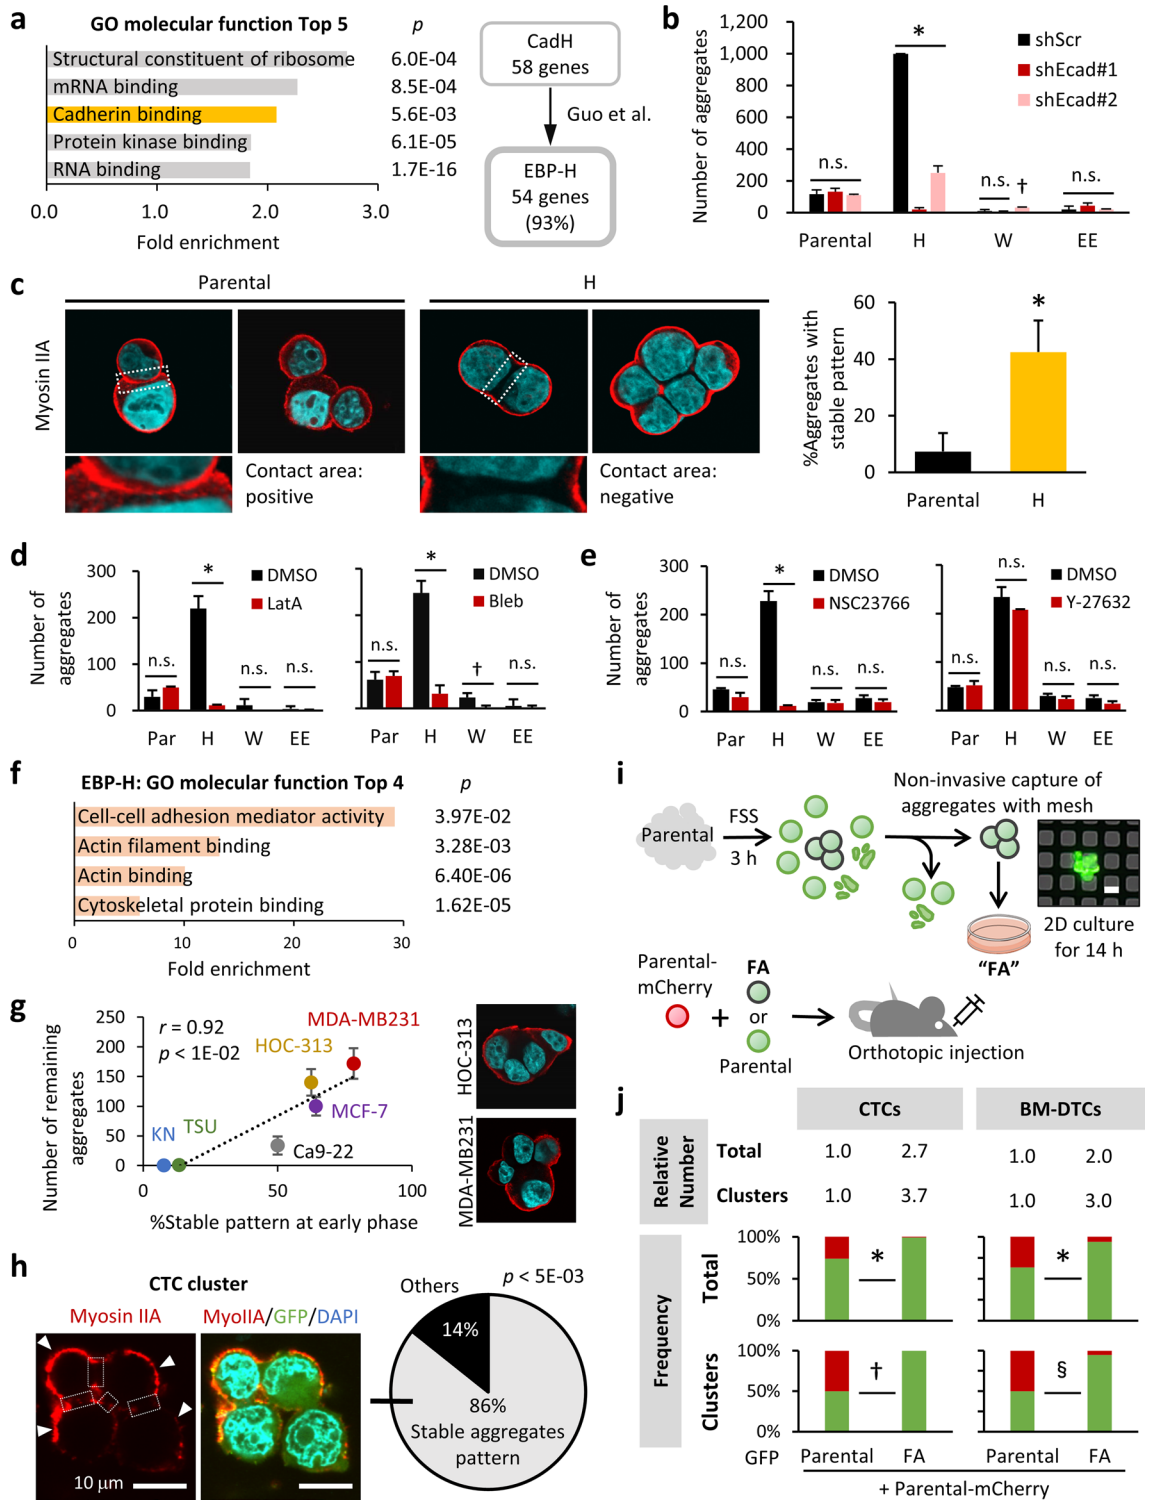 a
GO molecular function Top 5
p
Structural constituent of ribosome 6.0E-04
mRNA binding 8.5E-04
Cadherin binding 5.6E-03
Protein kinase binding 6.1E-05
RNA binding 1.7E-16
0.0 1.0 2.0 3.0
Fold enrichment
CadH
58 genes
Guo et al.
EBP-H
54 genes
(93%)
b
Number of aggregates
1,200
1,000
800
600
400
200
0
shScr
shEcad#1
shEcad#2
n.s. * n.s. † n.s.
Parental H W EE
c
Parental H
Myosin IIA
Contact area:
positive
Contact area:
negative
%Aggregates with
stable pattern
60
40
20
0
*
Parental H
d
Number of
aggregates
300
200
100
0
DMSO
LatA
n.s. * n.s. n.s.
Par H W EE
DMSO
Bleb
n.s. * † n.s.
Par H W EE
e
Number of
aggregates
300
200
100
0
DMSO
NSC23766
n.s. * n.s. n.s.
Par H W EE
DMSO
Y-27632
n.s. n.s. n.s. n.s.
Par H W EE
f
EBP-H: GO molecular function Top 4
p
Cell-cell adhesion mediator activity 3.97E-02
Actin filament binding 3.28E-03
Actin binding 6.40E-06
Cytoskeletal protein binding 1.62E-05
0 10 20 30
Fold enrichment
g
Number of remaining
aggregates
250
200
150
100
50
0
r = 0.92
p < 1E-02
MDA-MB231
HOC-313
MCF-7
KN
TSU
Ca9-22
0 50 100
%Stable pattern at early phase
HOC-313
MDA-MB231
h
CTC cluster
Myosin IIA
MyoIIA/GFP/DAPI
10 μm
Others
p < 5E-03
14%
86%
Stable aggregates
pattern
i
Non-invasive capture of
aggregates with mesh
Parental
FSS
3 h
2D culture
for 14 h
"FA"
Parental-
mCherry
+
FA
or
Parental
Orthotopic injection
j
CTCs BM-DTCs
Relative
Number
Total 1.0 2.7 1.0 2.0
Clusters 1.0 3.7 1.0 3.0
Frequency
Total
100%
50%
0%
* *
Clusters
100%
50%
0%
† §
GFP Parental FA Parental FA
+ Parental-mCherry